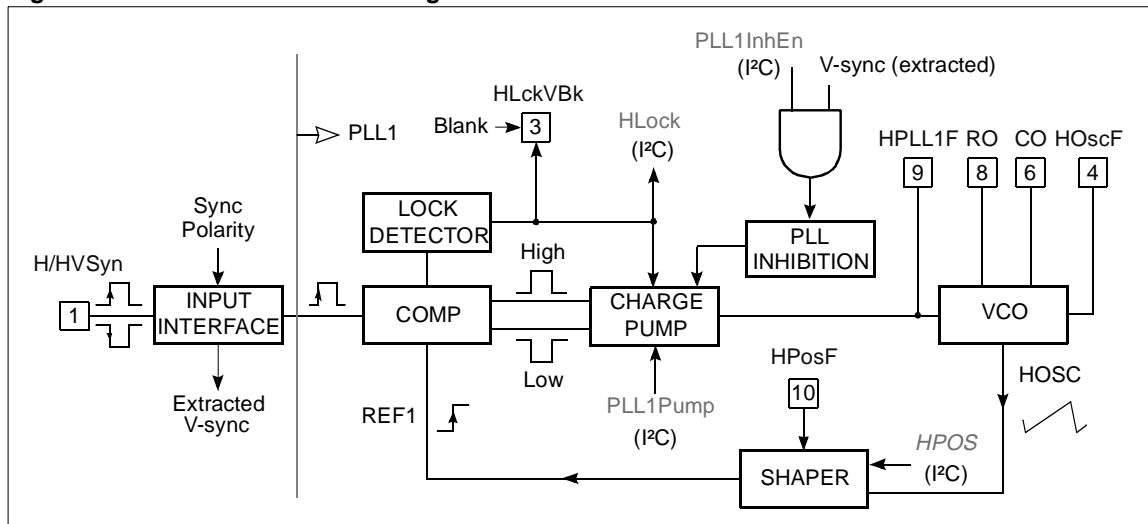 PLL1InhEn
(I²C)
V-sync (extracted)
HLckVBk
Blank
3
HLock
(I²C)
PLL1
HPLL1F
RO
CO
HOscF
9
8
6
4
Sync
Polarity
LOCK
DETECTOR
PLL
INHIBITION
H/HVSyn
1
INPUT
INTERFACE
High
COMP
CHARGE
PUMP
VCO
Low
Extracted
V-sync
REF1
PLL1Pump
(I²C)
HPosF
10
HOSC
SHAPER
HPOS
(I²C)